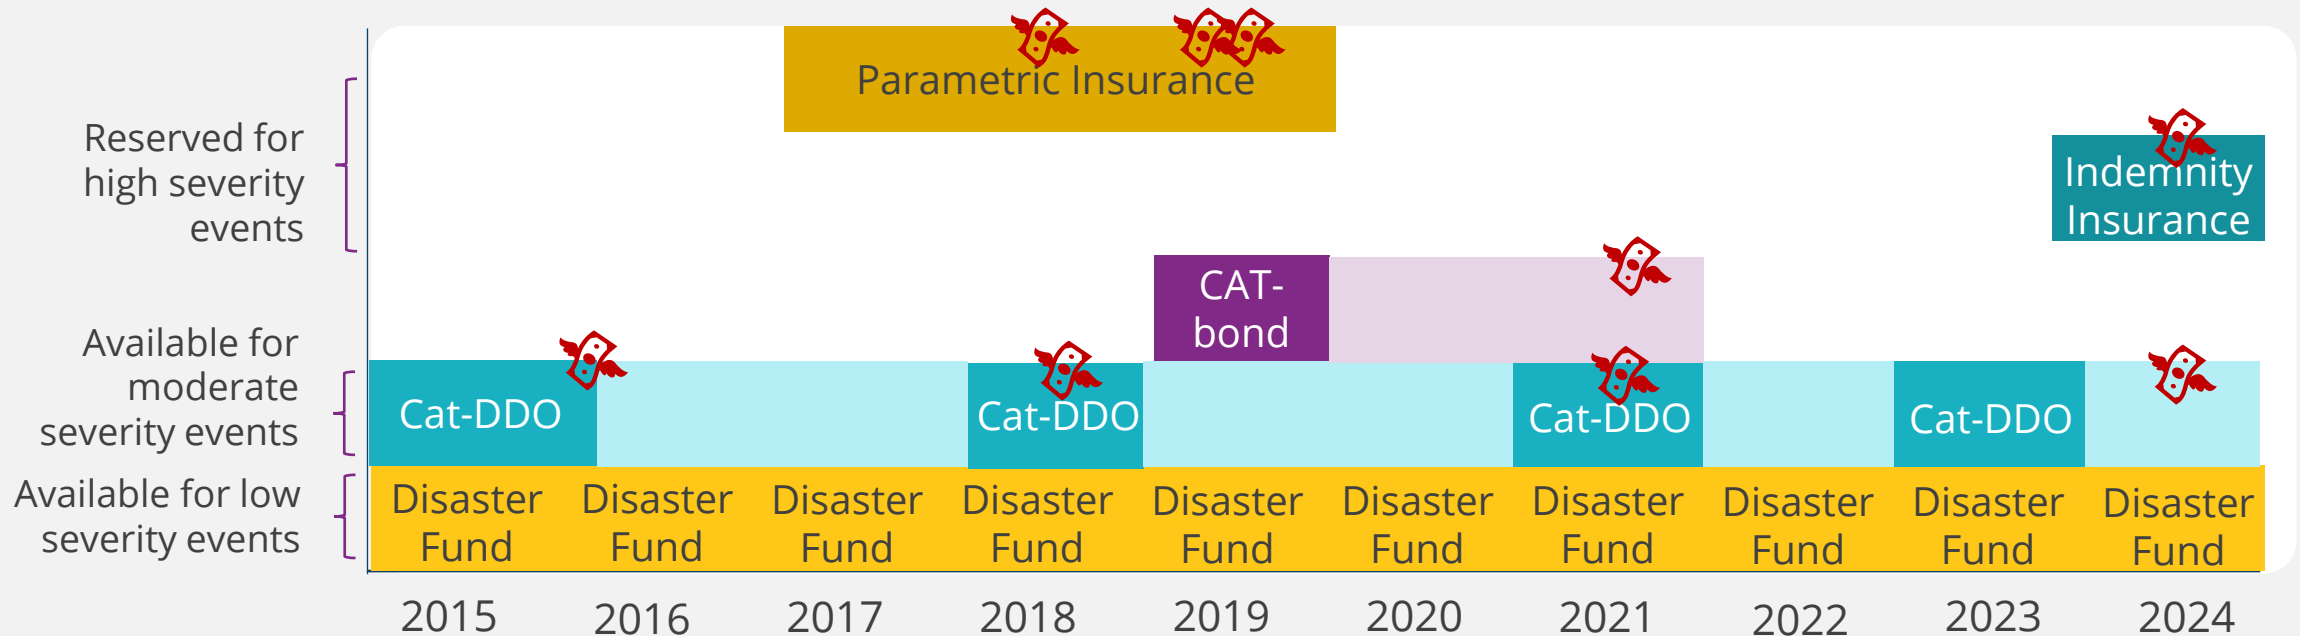 Parametric Insurance
Reserved for
high severity
events
Indemnity
Insurance
CAT-
bond
Available for
moderate
severity events
Cat-DDO
Cat-DDO
Cat-DDO
Cat-DDO
Available for low
severity events
Disaster
Fund
Disaster
Fund
Disaster
Fund
Disaster
Fund
Disaster
Fund
Disaster
Fund
Disaster
Fund
Disaster
Fund
Disaster
Fund
Disaster
Fund
2015
2016
2017
2018
2019
2020
2021
2022
2023
2024